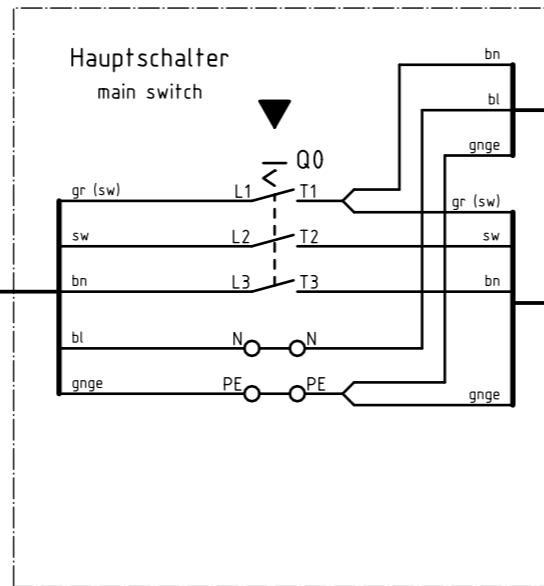 Hauptschalter
main switch
Q0
bn
bl
gnge
gr (sw)
L1
T1
gr (sw)
sw
L2
T2
sw
bn
L3
T3
bn
bl
N
N
gnge
PE
PE
gnge